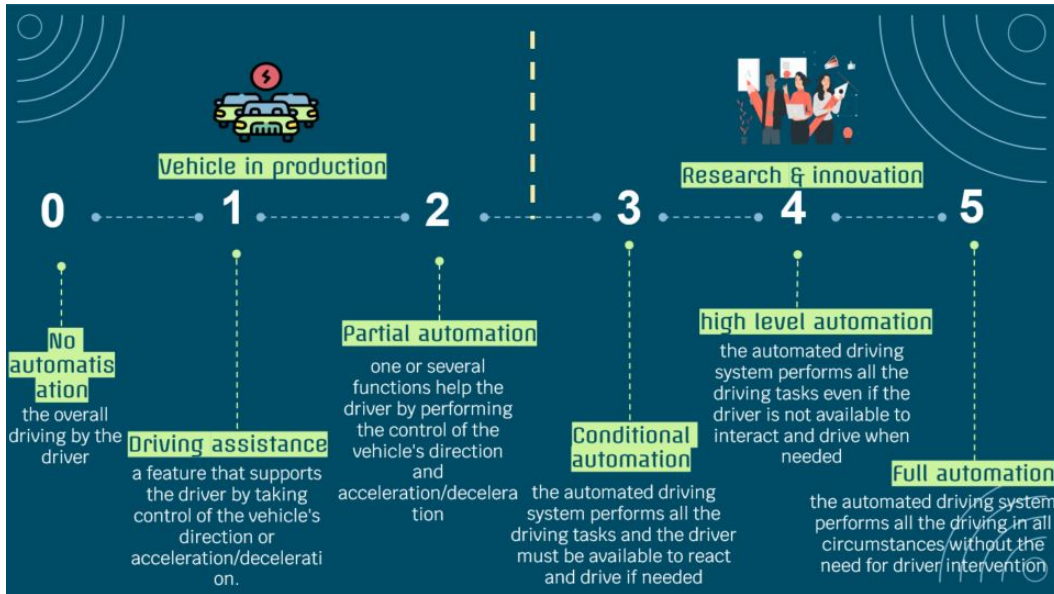 Vehicle in production
Research & innovation
0
1
2
3
4
5
No
automatis
ation
the overall
driving by the
driver
Driving assistance
a feature that supports
the driver by taking
control of the vehicle's
direction or
acceleration/decelerati
on.
Partial automation
one or several
functions help the
driver by performing
the control of the
vehicle's direction
and
acceleration/decelera
tion
Conditional
automation
the automated driving
system performs all the
driving tasks and the driver
must be available to react
and drive if needed
high level automation
the automated driving
system performs all the
driving tasks even if the
driver is not available to
interact and drive when
needed
Full automation
the automated driving system
performs all the driving in all
circumstances without the
need for driver intervention